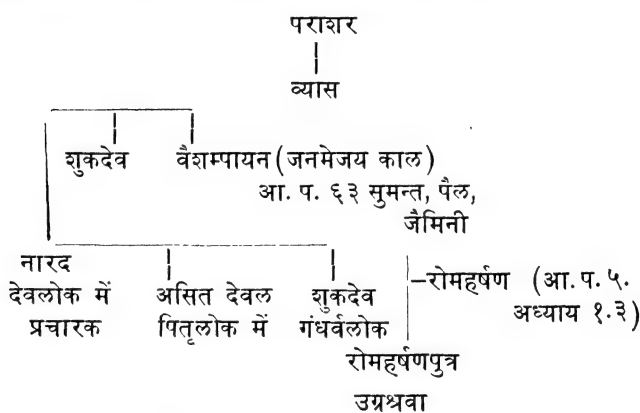 पराशर
व्यास
शुकदेव वैशम्पायन (जनमेजय काल)
आ. प. ६३ सुमन्त, पैल,
जैमिनी
नारद
देवलोक में
प्रचारक
असित देवल
पितृलोक में
शुकदेव
गंधर्वलोक
–रोमहर्षण (आ. प. ५.
अध्याय १.३)
रोमहर्षणपुत्र
उग्रश्रवा